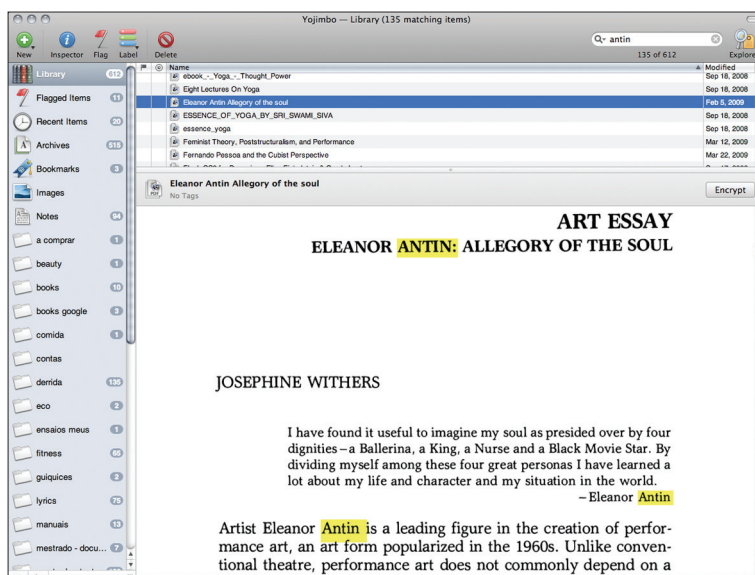 Yojimbo — Library (135 matching items)
antin
New Inspector Flag Label Delete 135 of 612 Explore
Library 612
Flagged Items 11
Recent Items 20
Archives 615
Bookmarks 3
Images
Notes 94
a comprar 1
beauty 1
books 10
books google 3
comida 1
contas
derrida 135
eco 2
ensaios meus 1
fitness 65
guiquices 2
lyrics 75
manuais 13
mestrado - docu... 7
Name Modified
ebook_-_Yoga_-_Thought_Power Sep 18, 2008
Eight Lectures On Yoga Sep 18, 2008
Eleanor Antin Allegory of the soul Feb 5, 2009
ESSENCE_OF_YOGA_BY_SRI_SWAMI_SIVA Sep 18, 2008
essence_yoga Sep 18, 2008
Feminist Theory, Poststructuralism, and Performance Mar 12, 2009
Fernando Pessoa and the Cubist Perspective Mar 22, 2009
Eleanor Antin Allegory of the soul
No Tags
Encrypt
PDF
ART ESSAY
ELEANOR ANTIN: ALLEGORY OF THE SOUL
JOSEPHINE WITHERS
I have found it useful to imagine my soul as presided over by four
dignities–a Ballerina, a King, a Nurse and a Black Movie Star. By
dividing myself among these four great personas I have learned a
lot about my life and character and my situation in the world.
–Eleanor Antin
Artist Eleanor Antin is a leading figure in the creation of perfor-
mance art, an art form popularized in the 1960s. Unlike conven-
tional theatre, performance art does not commonly depend on a